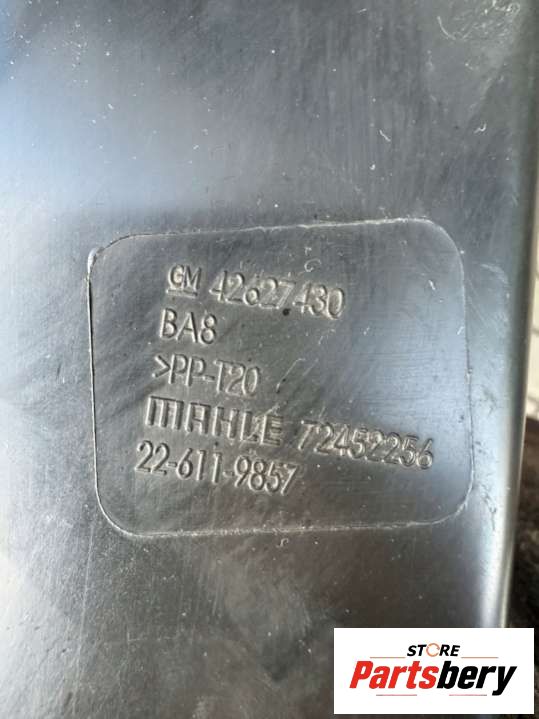 GM 42627430
BA8
>PP-T20
MAHLE 72452256
22-611-9857
STORE
Partsbery